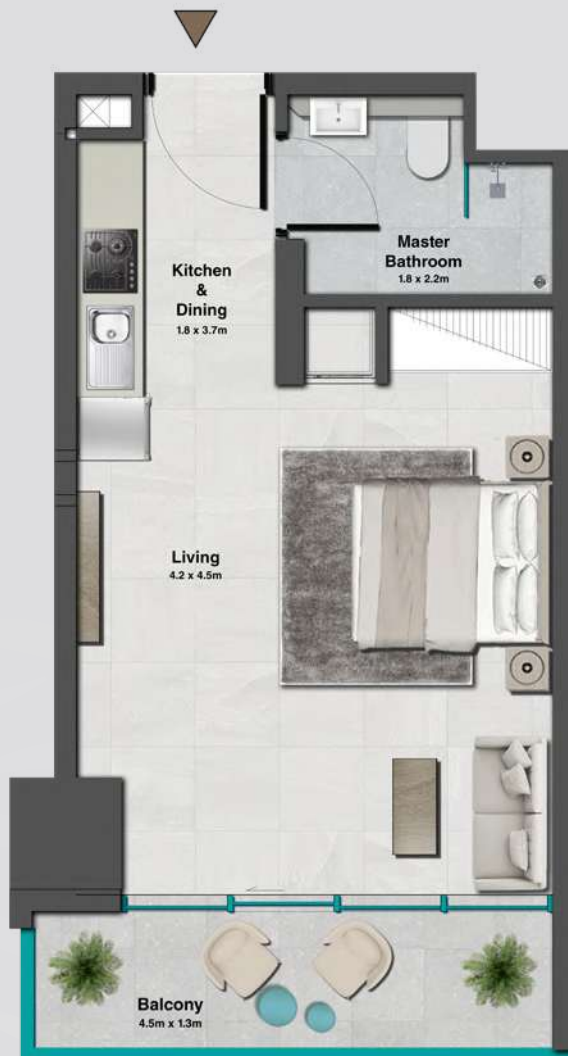 Master
Bathroom
1.8 x 2.2m
Kitchen
&
Dining
1.8 x 3.7m
Living
4.2 x 4.5m
Balcony
4.5m x 1.3m